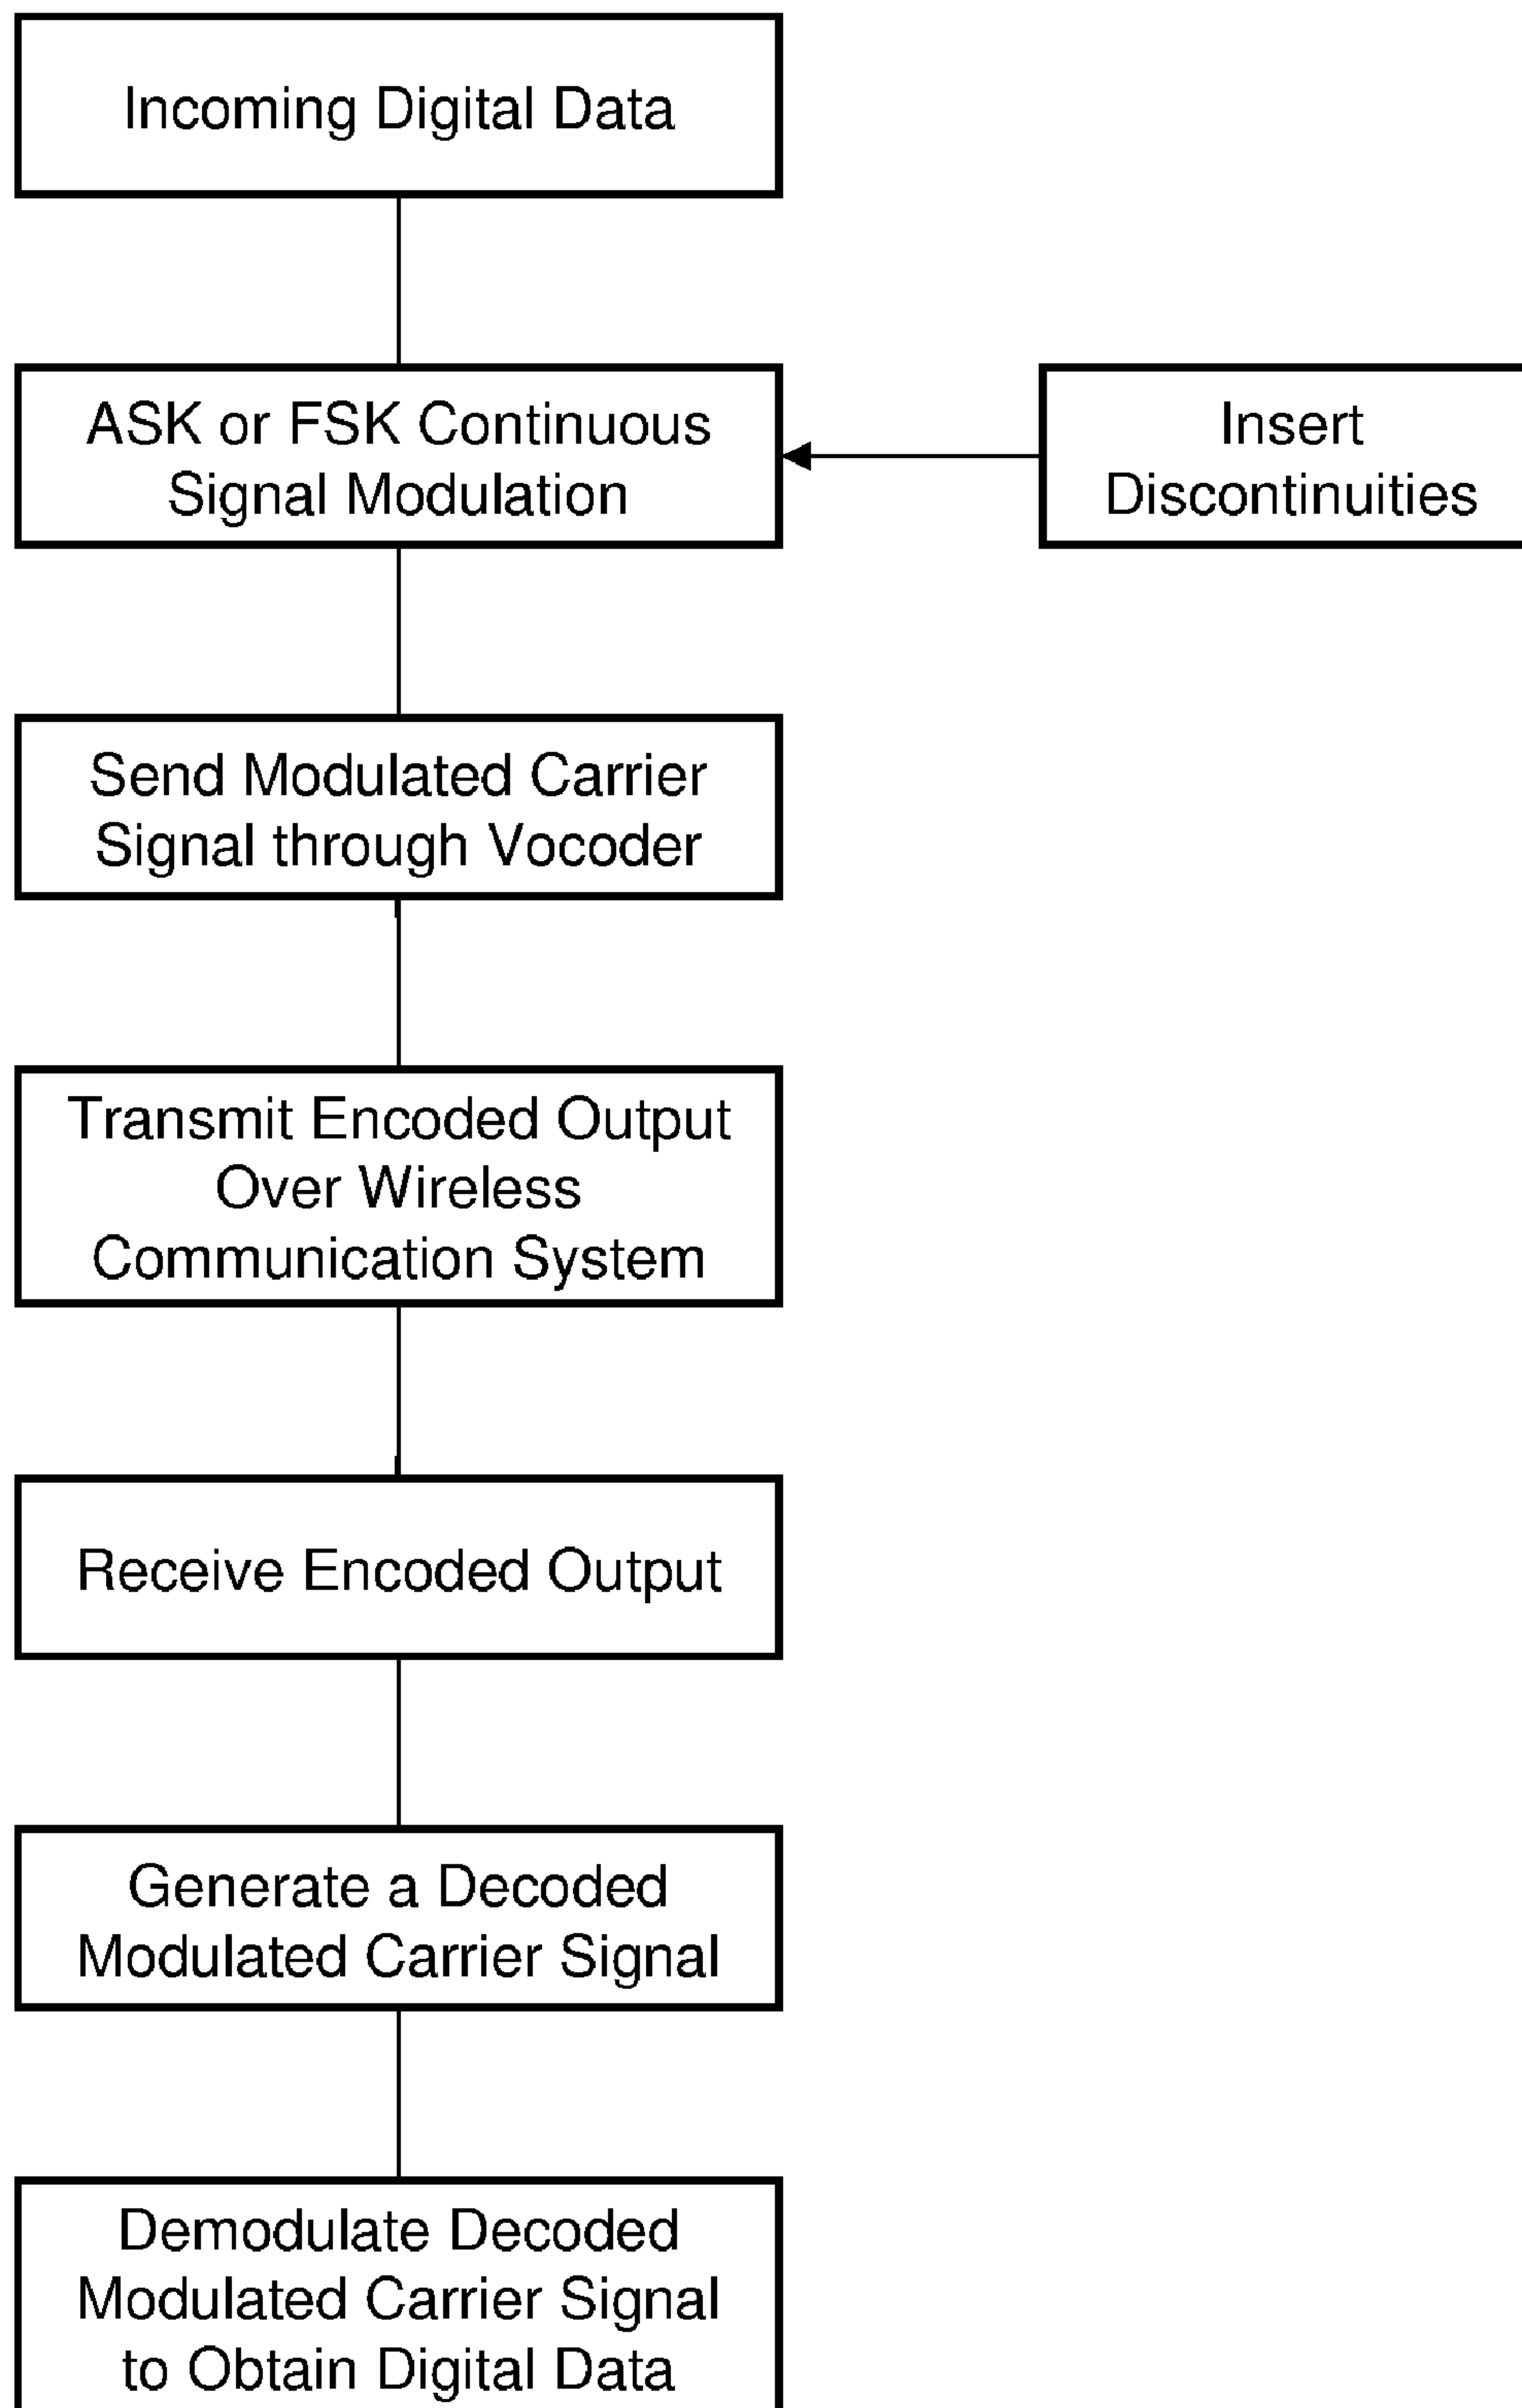 Incoming Digital Data
ASK or FSK Continuous
Signal Modulation
Insert
Discontinuities
Send Modulated Carrier
Signal through Vocoder
Transmit Encoded Output
Over Wireless
Communication System
Receive Encoded Output
Generate a Decoded
Modulated Carrier Signal
Demodulate Decoded
Modulated Carrier Signal
to Obtain Digital Data